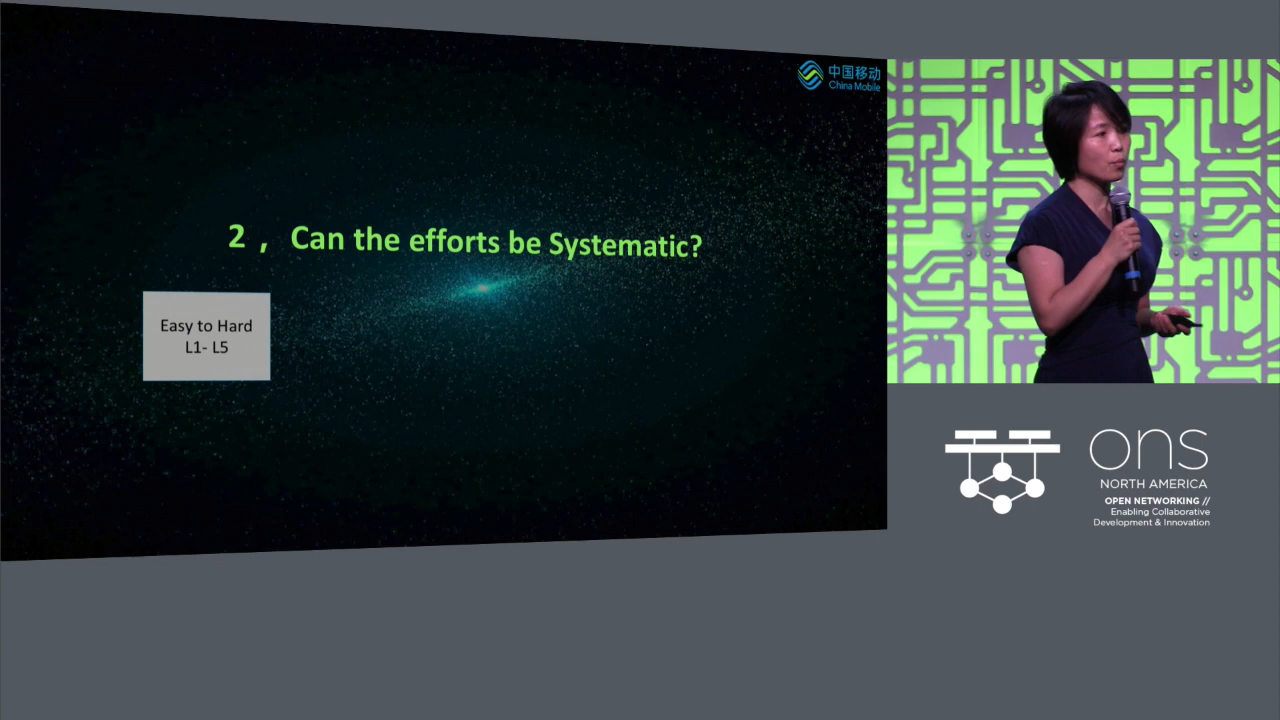 中国移动
China Mobile
2 , Can the efforts be Systematic?
Easy to Hard
L1- L5
ons
NORTH AMERICA
OPEN NETWORKING //
Enabling Collaborative
Development & Innovation